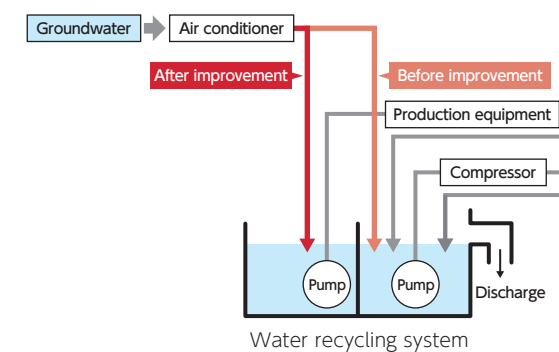 Groundwater
Air conditioner
After improvement
Before improvement
Production equipment
Compressor
Pump
Pump
Discharge
Water recycling system